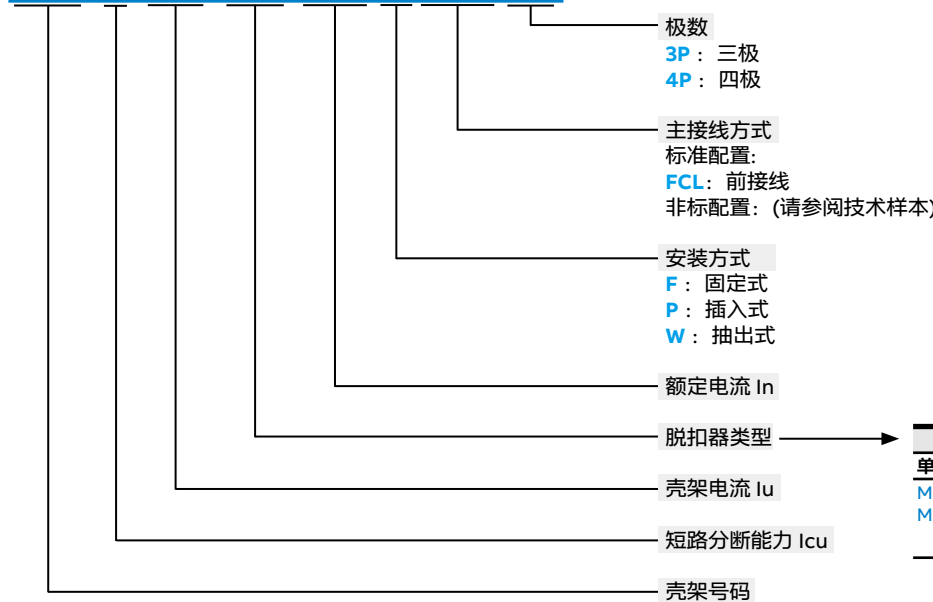 极数
3P： 三极
4P： 四极
主接线方式
标准配置:
FCL：前接线
非标配置：(请参阅技术样本)
安装方式
F： 固定式
P： 插入式
W： 抽出式
额定电流 In
脱扣器类型
单
M
M
壳架电流 Iu
短路分断能力 Icu
壳架号码